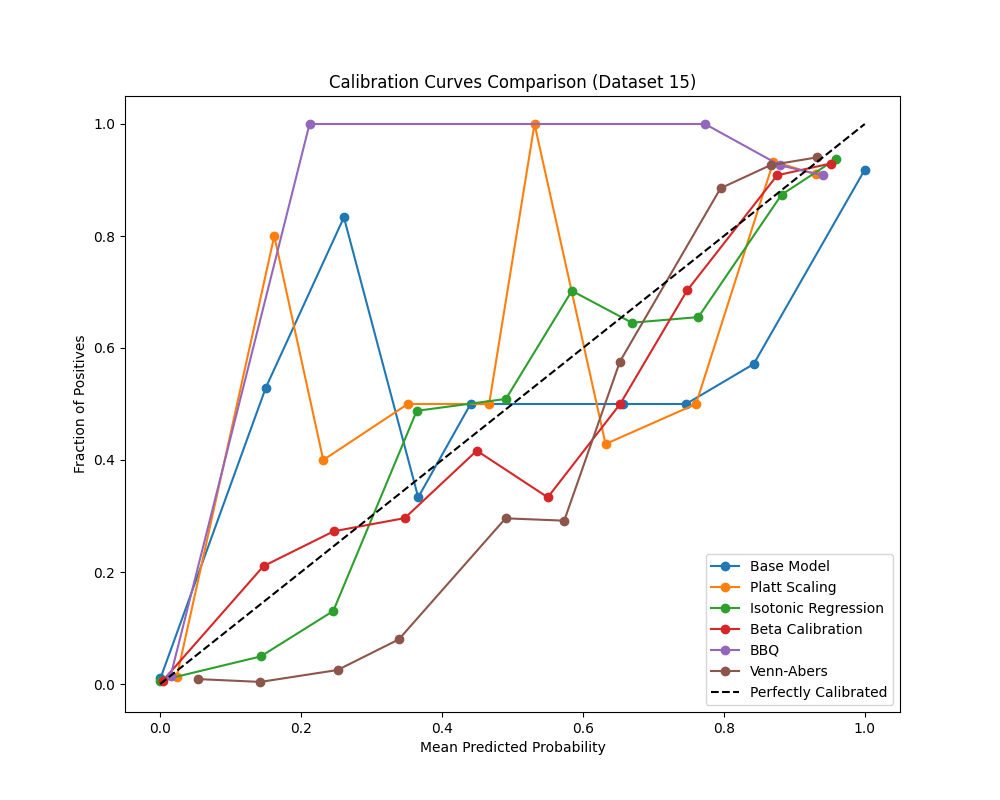 Calibration Curves Comparison (Dataset 15)
Fraction of Positives
1.0
0.8
0.6
0.4
0.2
0.0
0.0 0.2 0.4 0.6 0.8 1.0
Mean Predicted Probability
Base Model
Platt Scaling
Isotonic Regression
Beta Calibration
BBQ
Venn-Abers
Perfectly Calibrated